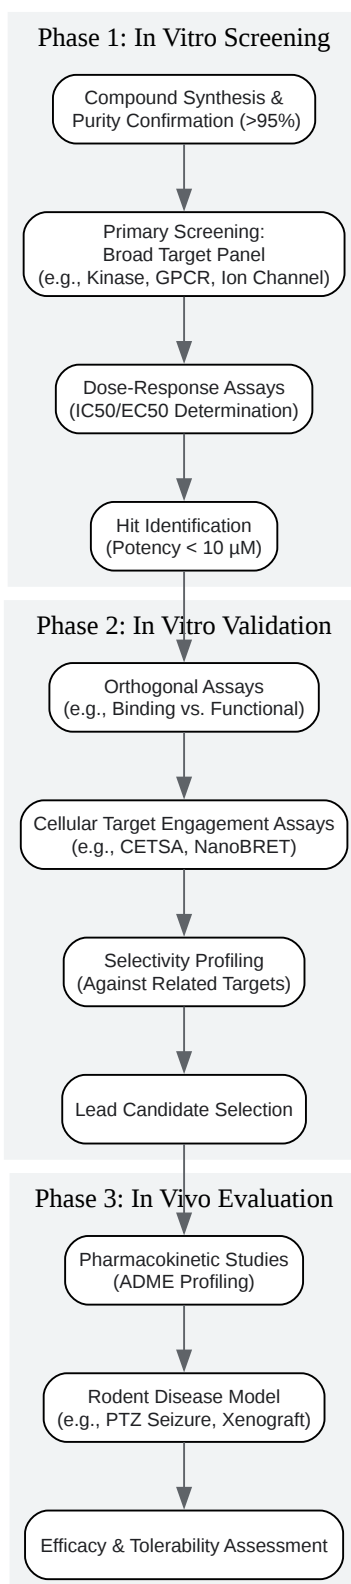 Phase 1: In Vitro Screening
Compound Synthesis &
Purity Confirmation (>95%)
Primary Screening:
Broad Target Panel
(e.g., Kinase, GPCR, Ion Channel)
Dose-Response Assays
(IC50/EC50 Determination)
Hit Identification
(Potency < 10 µM)
Phase 2: In Vitro Validation
Orthogonal Assays
(e.g., Binding vs. Functional)
Cellular Target Engagement Assays
(e.g., CETSA, NanoBRET)
Selectivity Profiling
(Against Related Targets)
Lead Candidate Selection
Phase 3: In Vivo Evaluation
Pharmacokinetic Studies
(ADME Profiling)
Rodent Disease Model
(e.g., PTZ Seizure, Xenograft)
Efficacy & Tolerability Assessment